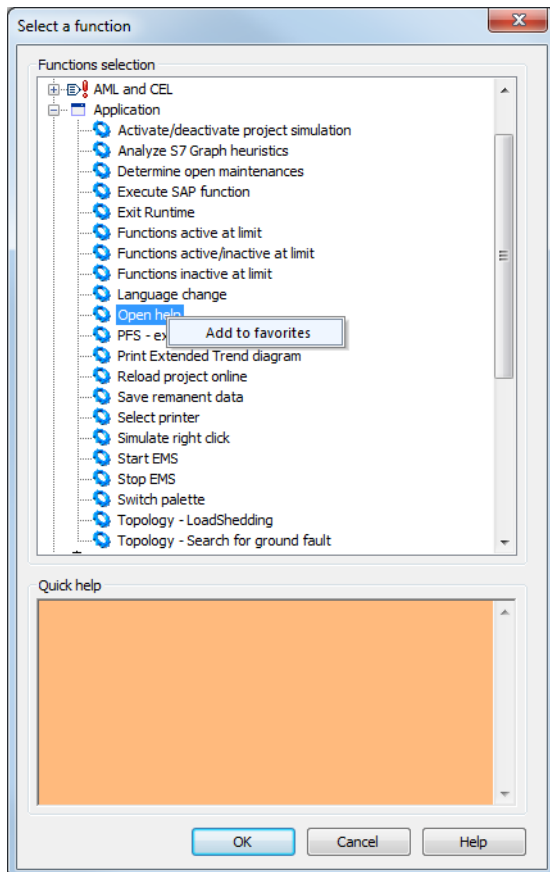 Select a function
Functions selection
AML and CEL
Application
Activate/deactivate project simulation
Analyze S7 Graph heuristics
Determine open maintenances
Execute SAP function
Exit Runtime
Functions active at limit
Functions active/inactive at limit
Functions inactive at limit
Language change
Open help
Add to favorites
PFS - ex
Print Extended Trend diagram
Reload project online
Save remanent data
Select printer
Simulate right click
Start EMS
Stop EMS
Switch palette
Topology - LoadShedding
Topology - Search for ground fault
Quick help
OK Cancel Help